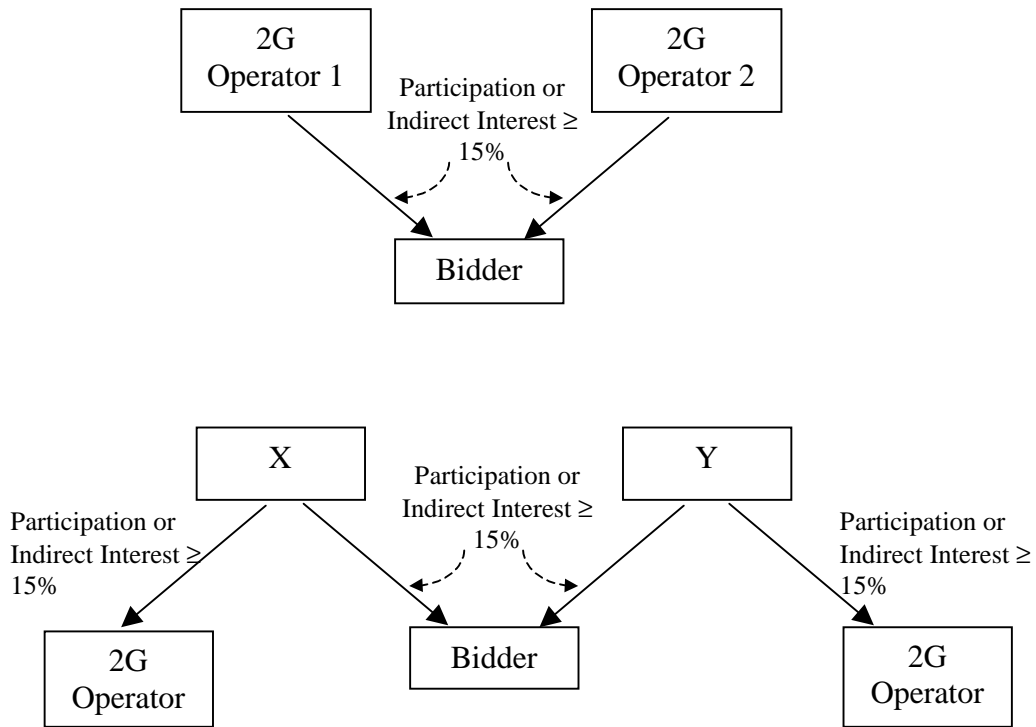 2G
Operator 1
2G
Operator 2
Participation or
Indirect Interest ≥
15%
Bidder
X
Y
Participation or
Indirect Interest ≥
15%
Participation or
Indirect Interest ≥
15%
Participation or
Indirect Interest ≥
15%
2G
Operator
Bidder
2G
Operator